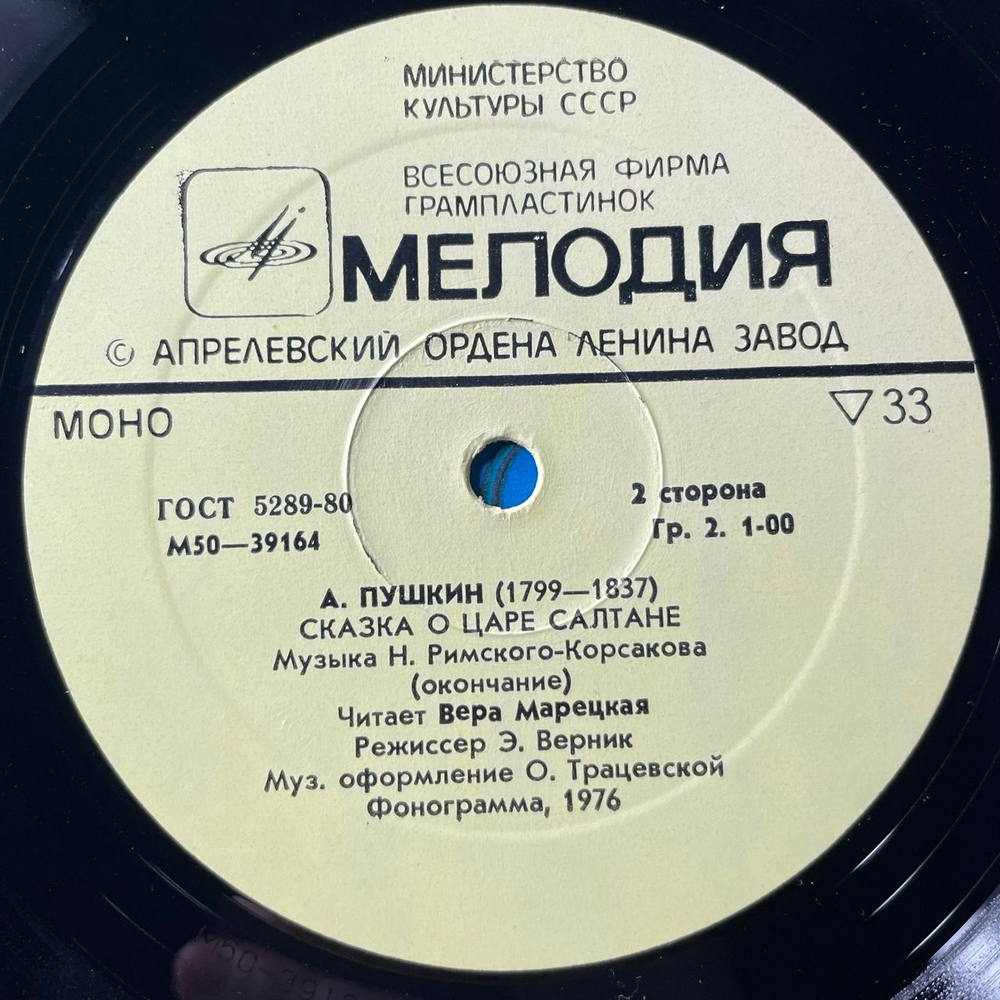 МИНИСТЕРСТВО
КУЛЬТУРЫ СССР
ВСЕСОЮЗНАЯ ФИРМА
ГРАМПЛАСТИНОК
МЕЛОДИЯ
© АПРЕЛЕВСКИЙ ОРДЕНА ЛЕНИНА ЗАВОД
МОНО
▽ 33
ГОСТ 5289-80
М50—39164
2 сторона
Гр. 2. 1-00
А. ПУШКИН (1799—1837)
СКАЗКА О ЦАРЕ САЛТАНЕ
Музыка Н. Римского-Корсакова
(окончание)
Читает Вера Марецкая
Режиссер Э. Верник
Муз. оформление О. Трацевской
Фонограмма, 1976